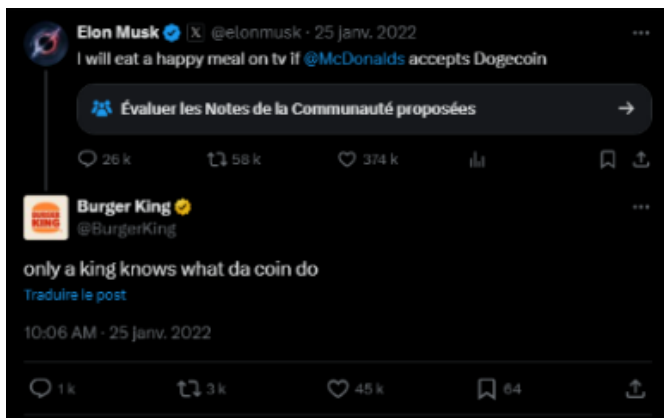 Elon Musk X @elonmusk · 25 janv. 2022
I will eat a happy meal on tv if @McDonalds accepts Dogecoin
Évaluer les Notes de la Communauté proposées
26 k 58 k 374 k
BURGER KING
Burger King
@BurgerKing
only a king knows what da coin do
Traduire le post
10:06 AM · 25 janv. 2022
1 k 3 k 45 k 64